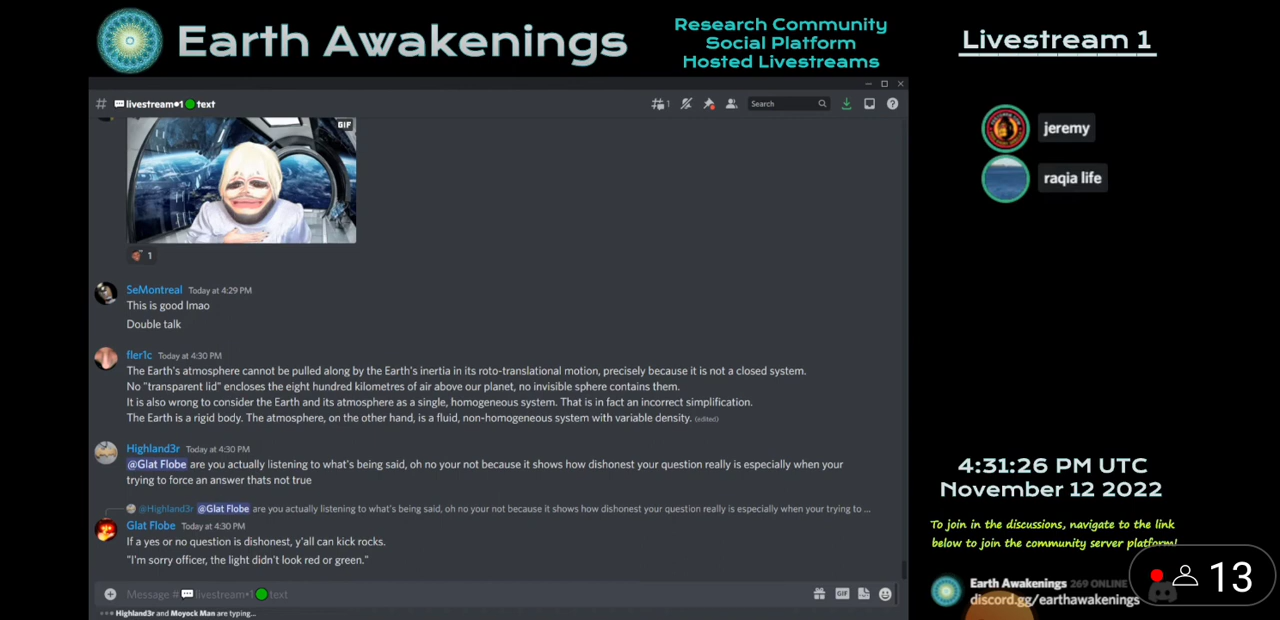 Earth Awakenings
Research Community
Social Platform
Hosted Livestreams
Livestream 1
# livestream•1 text
1
Search
GIF
1
jeremy
raqia life
SeMontreal Today at 4:29 PM
This is good lmao
Double talk
fler1c Today at 4:30 PM
The Earth's atmosphere cannot be pulled along by the Earth's inertia in its roto-translational motion, precisely because it is not a closed system.
No "transparent lid" encloses the eight hundred kilometres of air above our planet, no invisible sphere contains them.
It is also wrong to consider the Earth and its atmosphere as a single, homogeneous system. That is in fact an incorrect simplification.
The Earth is a rigid body. The atmosphere, on the other hand, is a fluid, non-homogeneous system with variable density. (edited)
Highland3r Today at 4:30 PM
@Glat Flobe are you actually listening to what's being said, oh no your not because it shows how dishonest your question really is especially when your
trying to force an answer thats not true
@Highland3r @Glat Flobe are you actually listening to what's being said, oh no your not because it shows how dishonest your question really is especially when your trying to ...
Glat Flobe Today at 4:30 PM
If a yes or no question is dishonest, y'all can kick rocks.
"I'm sorry officer, the light didn't look red or green."
Message # livestream•1 text
GIF
Highland3r and Moyock Man are typing...
4:31:26 PM UTC
November 12 2022
To join in the discussions, navigate to the link
below to join the community server platform!
Earth Awakenings 269 ONLINE
discord.gg/earthawakenings
13